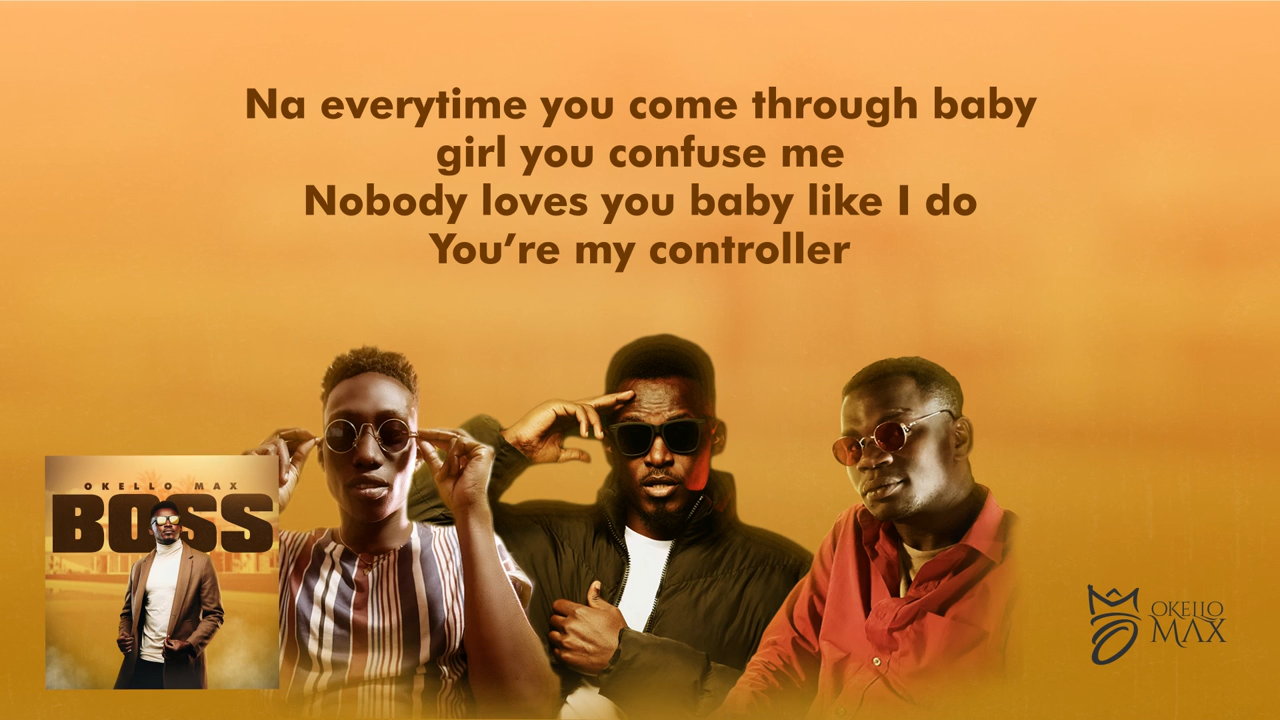 Na everytime you come through baby
girl you confuse me
Nobody loves you baby like I do
You’re my controller
OKELLO MAX
BOSS
OKELLO
MAX